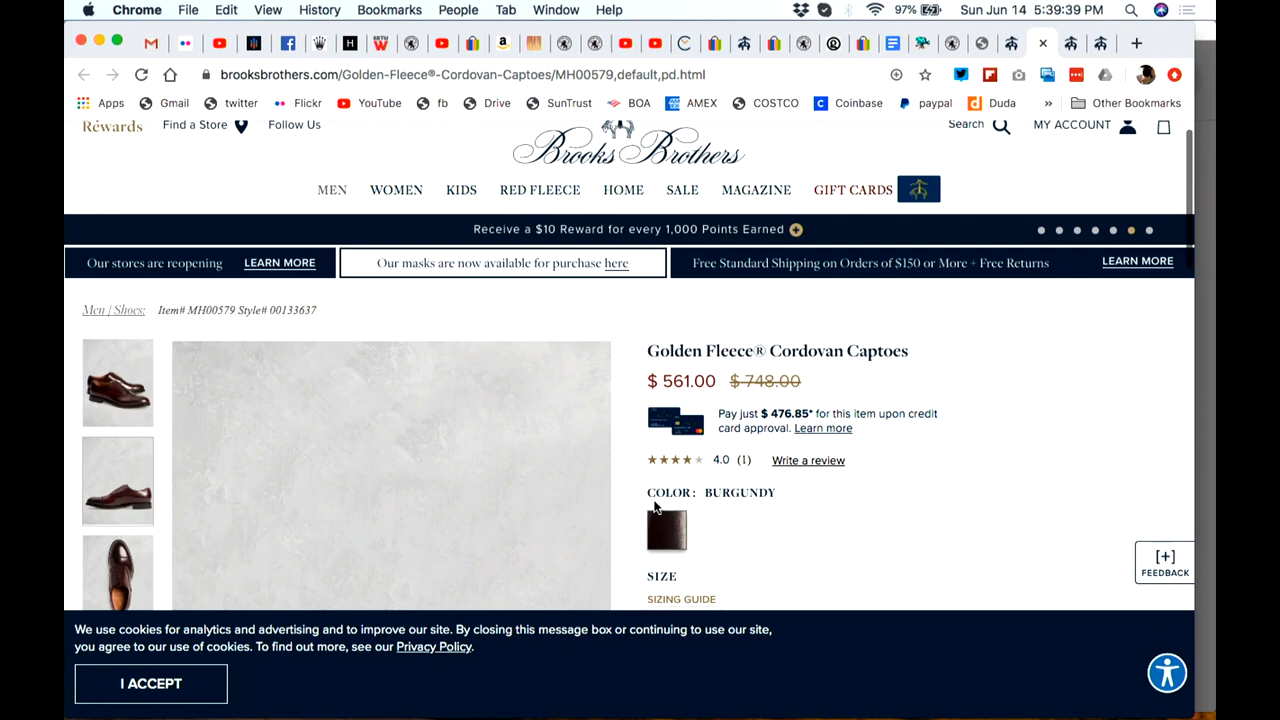 Chrome File Edit View History Bookmarks People Tab Window Help 97% Sun Jun 14 5:39:39 PM
brooksbrothers.com/Golden-Fleece®-Cordovan-Captoes/MH00579,default,pd.html
Apps Gmail twitter Flickr YouTube fb Drive SunTrust BOA AMEX COSTCO Coinbase paypal Duda » Other Bookmarks
Rewards Find a Store Follow Us Search MY ACCOUNT
Brooks Brothers
MEN WOMEN KIDS RED FLEECE HOME SALE MAGAZINE GIFT CARDS
Receive a $10 Reward for every 1,000 Points Earned
Our stores are reopening LEARN MORE Our masks are now available for purchase here Free Standard Shipping on Orders of $150 or More + Free Returns LEARN MORE
Men | Shoes: Item# MH00579 Style# 00133637
Golden Fleece® Cordovan Captoes
$ 561.00 $ 748.00
Pay just $ 476.85* for this item upon credit
card approval. Learn more
4.0 (1) Write a review
COLOR: BURGUNDY
SIZE
SIZING GUIDE
[+]
FEEDBACK
We use cookies for analytics and advertising and to improve our site. By closing this message box or continuing to use our site,
you agree to our use of cookies. To find out more, see our Privacy Policy.
I ACCEPT